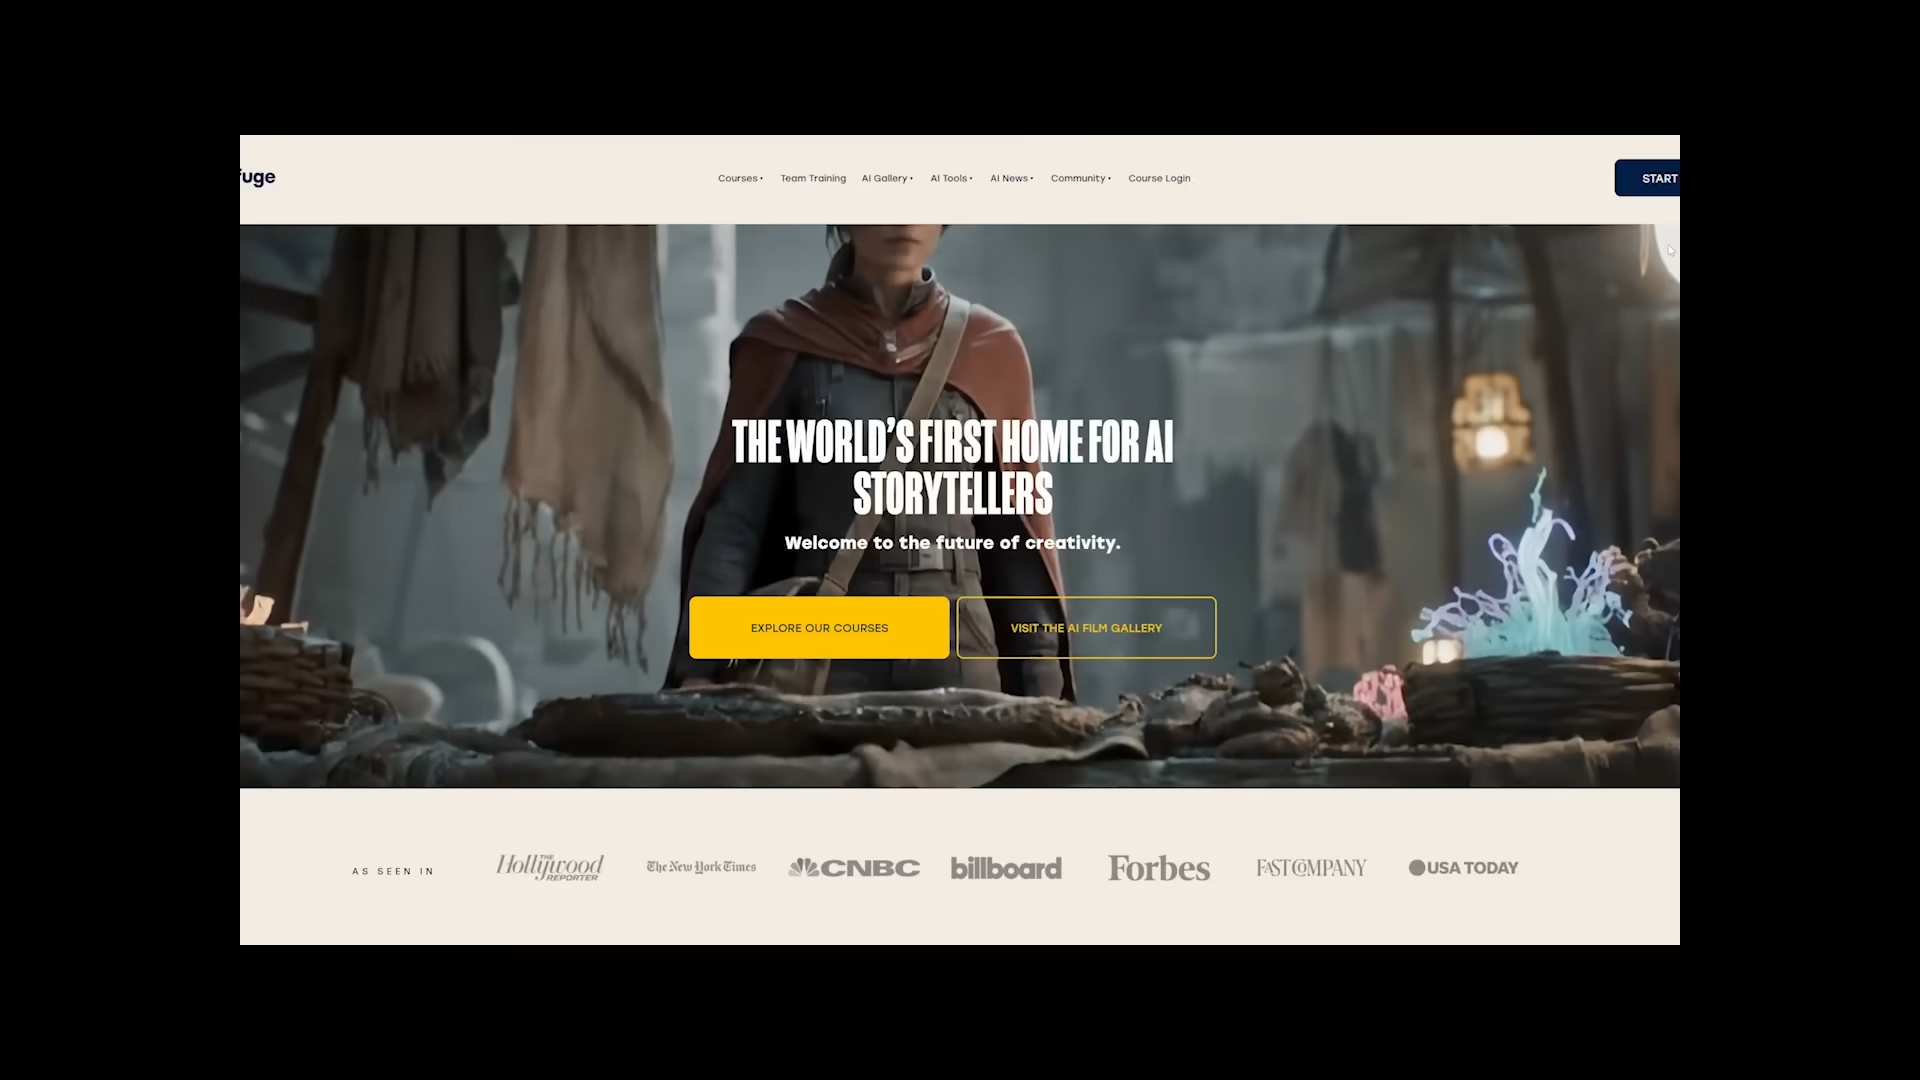 fuge
Courses Team Training AI Gallery AI Tools AI News Community Course Login
START
THE WORLD'S FIRST HOME FOR AI
STORYTELLERS
Welcome to the future of creativity.
EXPLORE OUR COURSES VISIT THE AI FILM GALLERY
AS SEEN IN The Hollywood REPORTER The New York Times CNBC billboard Forbes FAST COMPANY USA TODAY